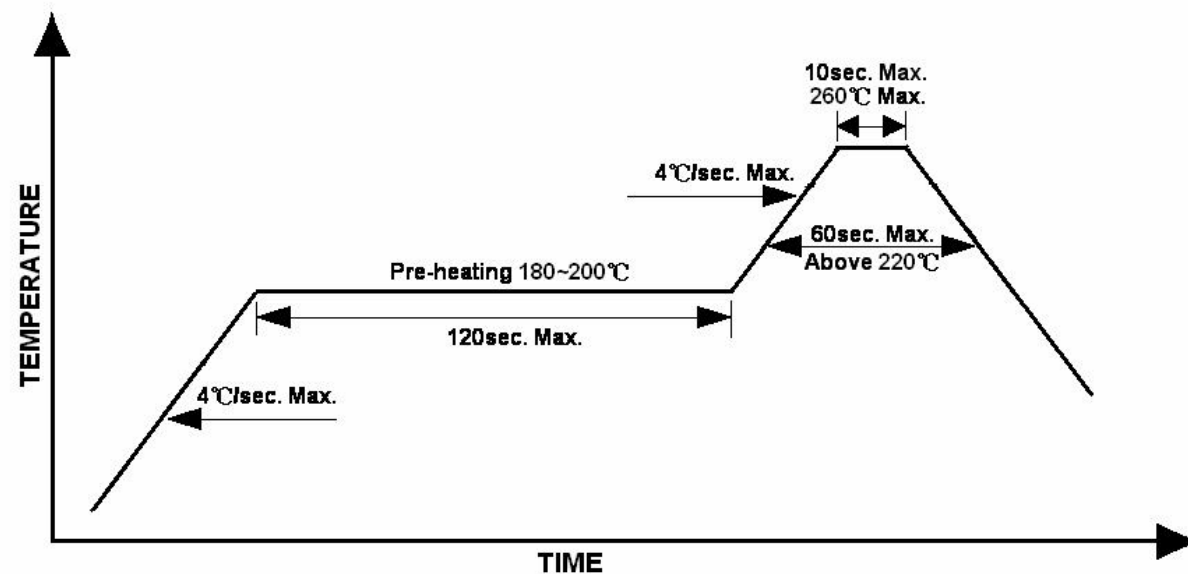 10sec. Max.
260℃ Max.
4℃/sec. Max.
60sec. Max.
Above 220℃
Pre-heating 180~200℃
120sec. Max.
4℃/sec. Max.
TEMPERATURE
TIME